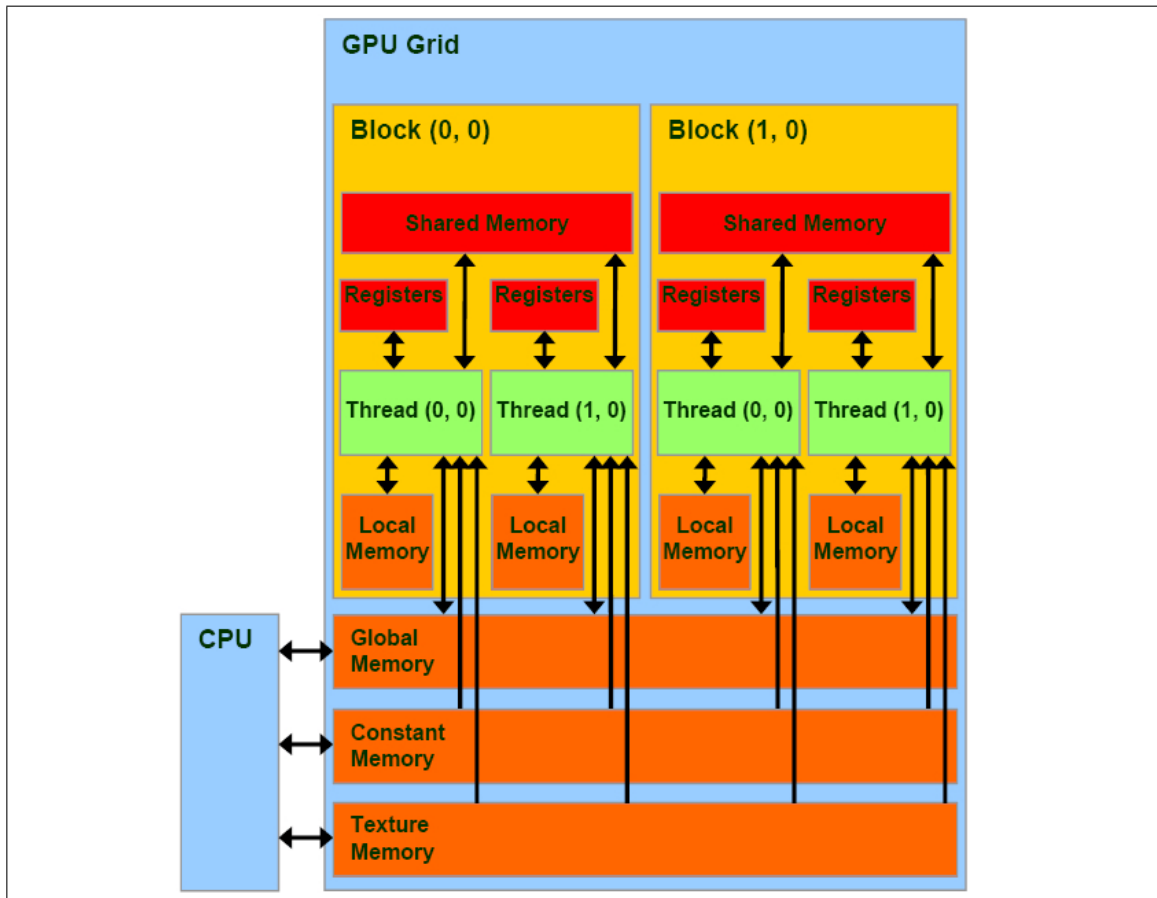 GPU Grid
Block (0, 0)
Block (1, 0)
Shared Memory
Shared Memory
Registers
Registers
Registers
Registers
Thread (0, 0)
Thread (1, 0)
Thread (0, 0)
Thread (1, 0)
Local
Memory
Local
Memory
Local
Memory
Local
Memory
CPU
Global
Memory
Constant
Memory
Texture
Memory